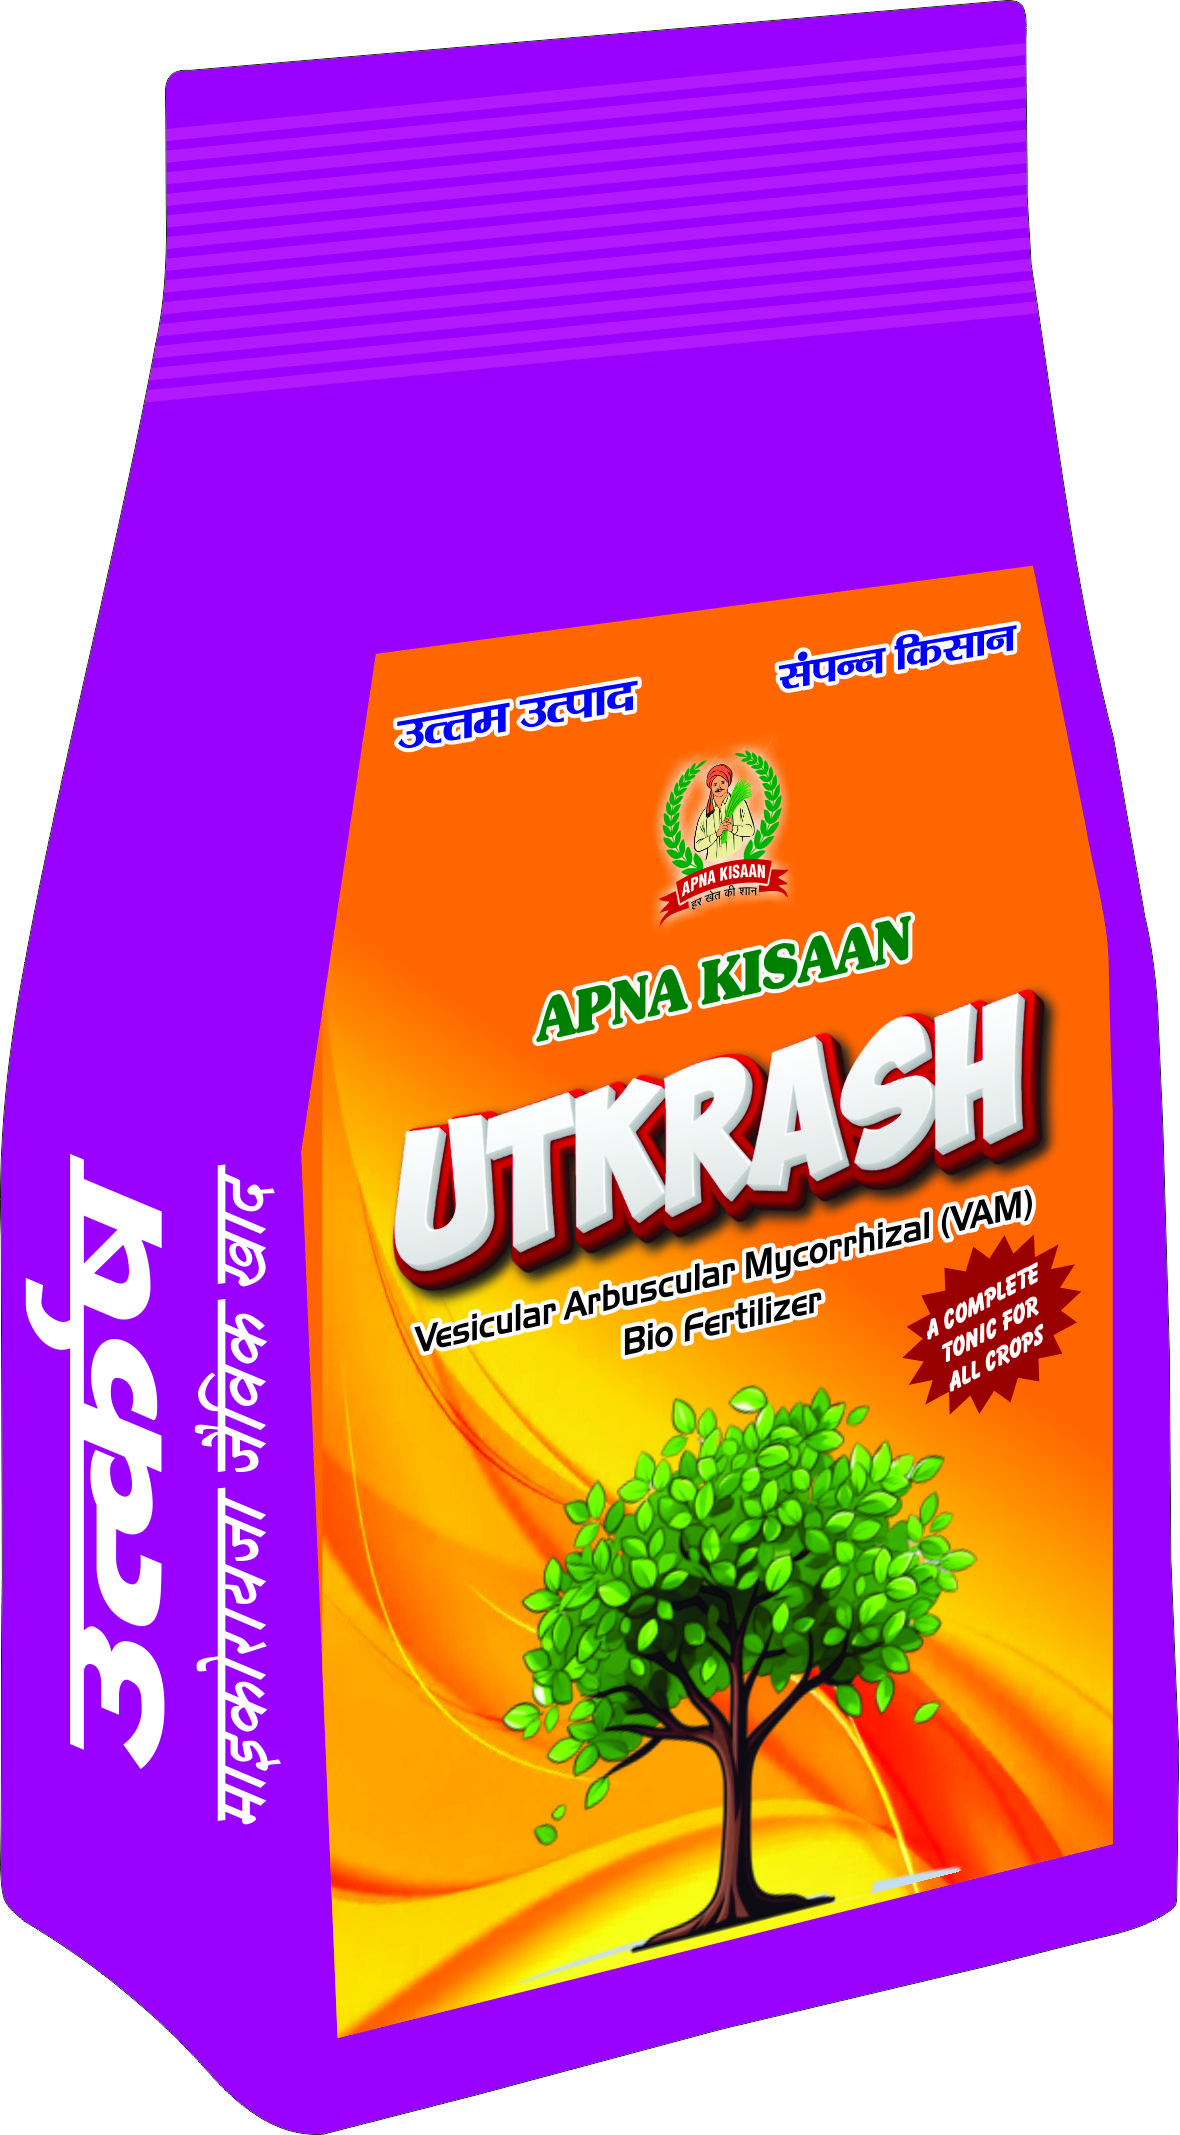 उत्तम उत्पाद
संपन्न किसान
APNA KISAAN
हर खेत की शान
APNA KISAAN
UTKRASH
Vesicular Arbuscular Mycorrhizal (VAM)
Bio Fertilizer
A COMPLETE
TONIC FOR
ALL CROPS
उत्कर्ष
माइकोरायजा जैविक खाद